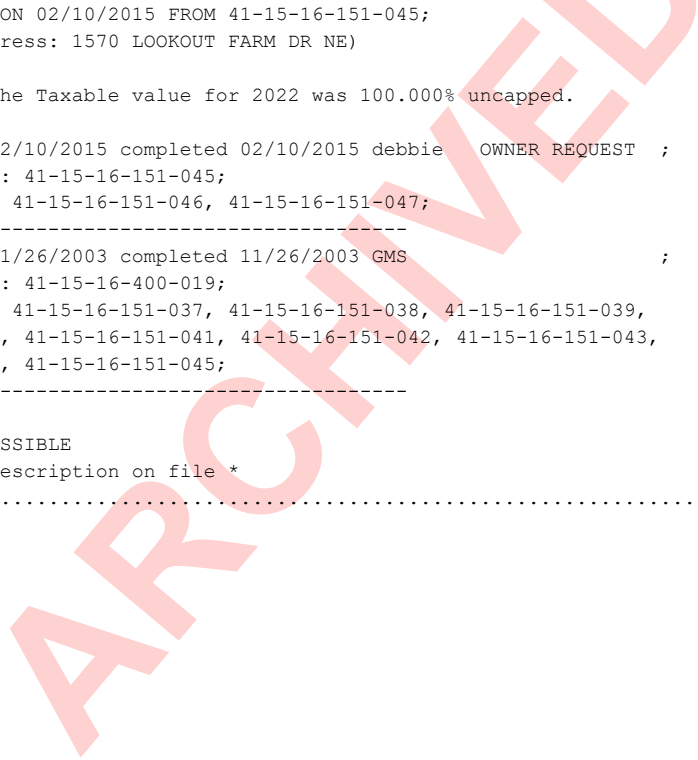 ON 02/10/2015 FROM 41-15-16-151-045;
ress: 1570 LOOKOUT FARM DR NE)
he Taxable value for 2022 was 100.000% uncapped.
2/10/2015 completed 02/10/2015 debbie OWNER REQUEST ;
: 41-15-16-151-045;
41-15-16-151-046, 41-15-16-151-047;
----------------------------------
1/26/2003 completed 11/26/2003 GMS ;
: 41-15-16-400-019;
41-15-16-151-037, 41-15-16-151-038, 41-15-16-151-039,
, 41-15-16-151-041, 41-15-16-151-042, 41-15-16-151-043,
, 41-15-16-151-045;
----------------------------------
SSIBLE
escription on file *
..........................................................
ARCHIVED